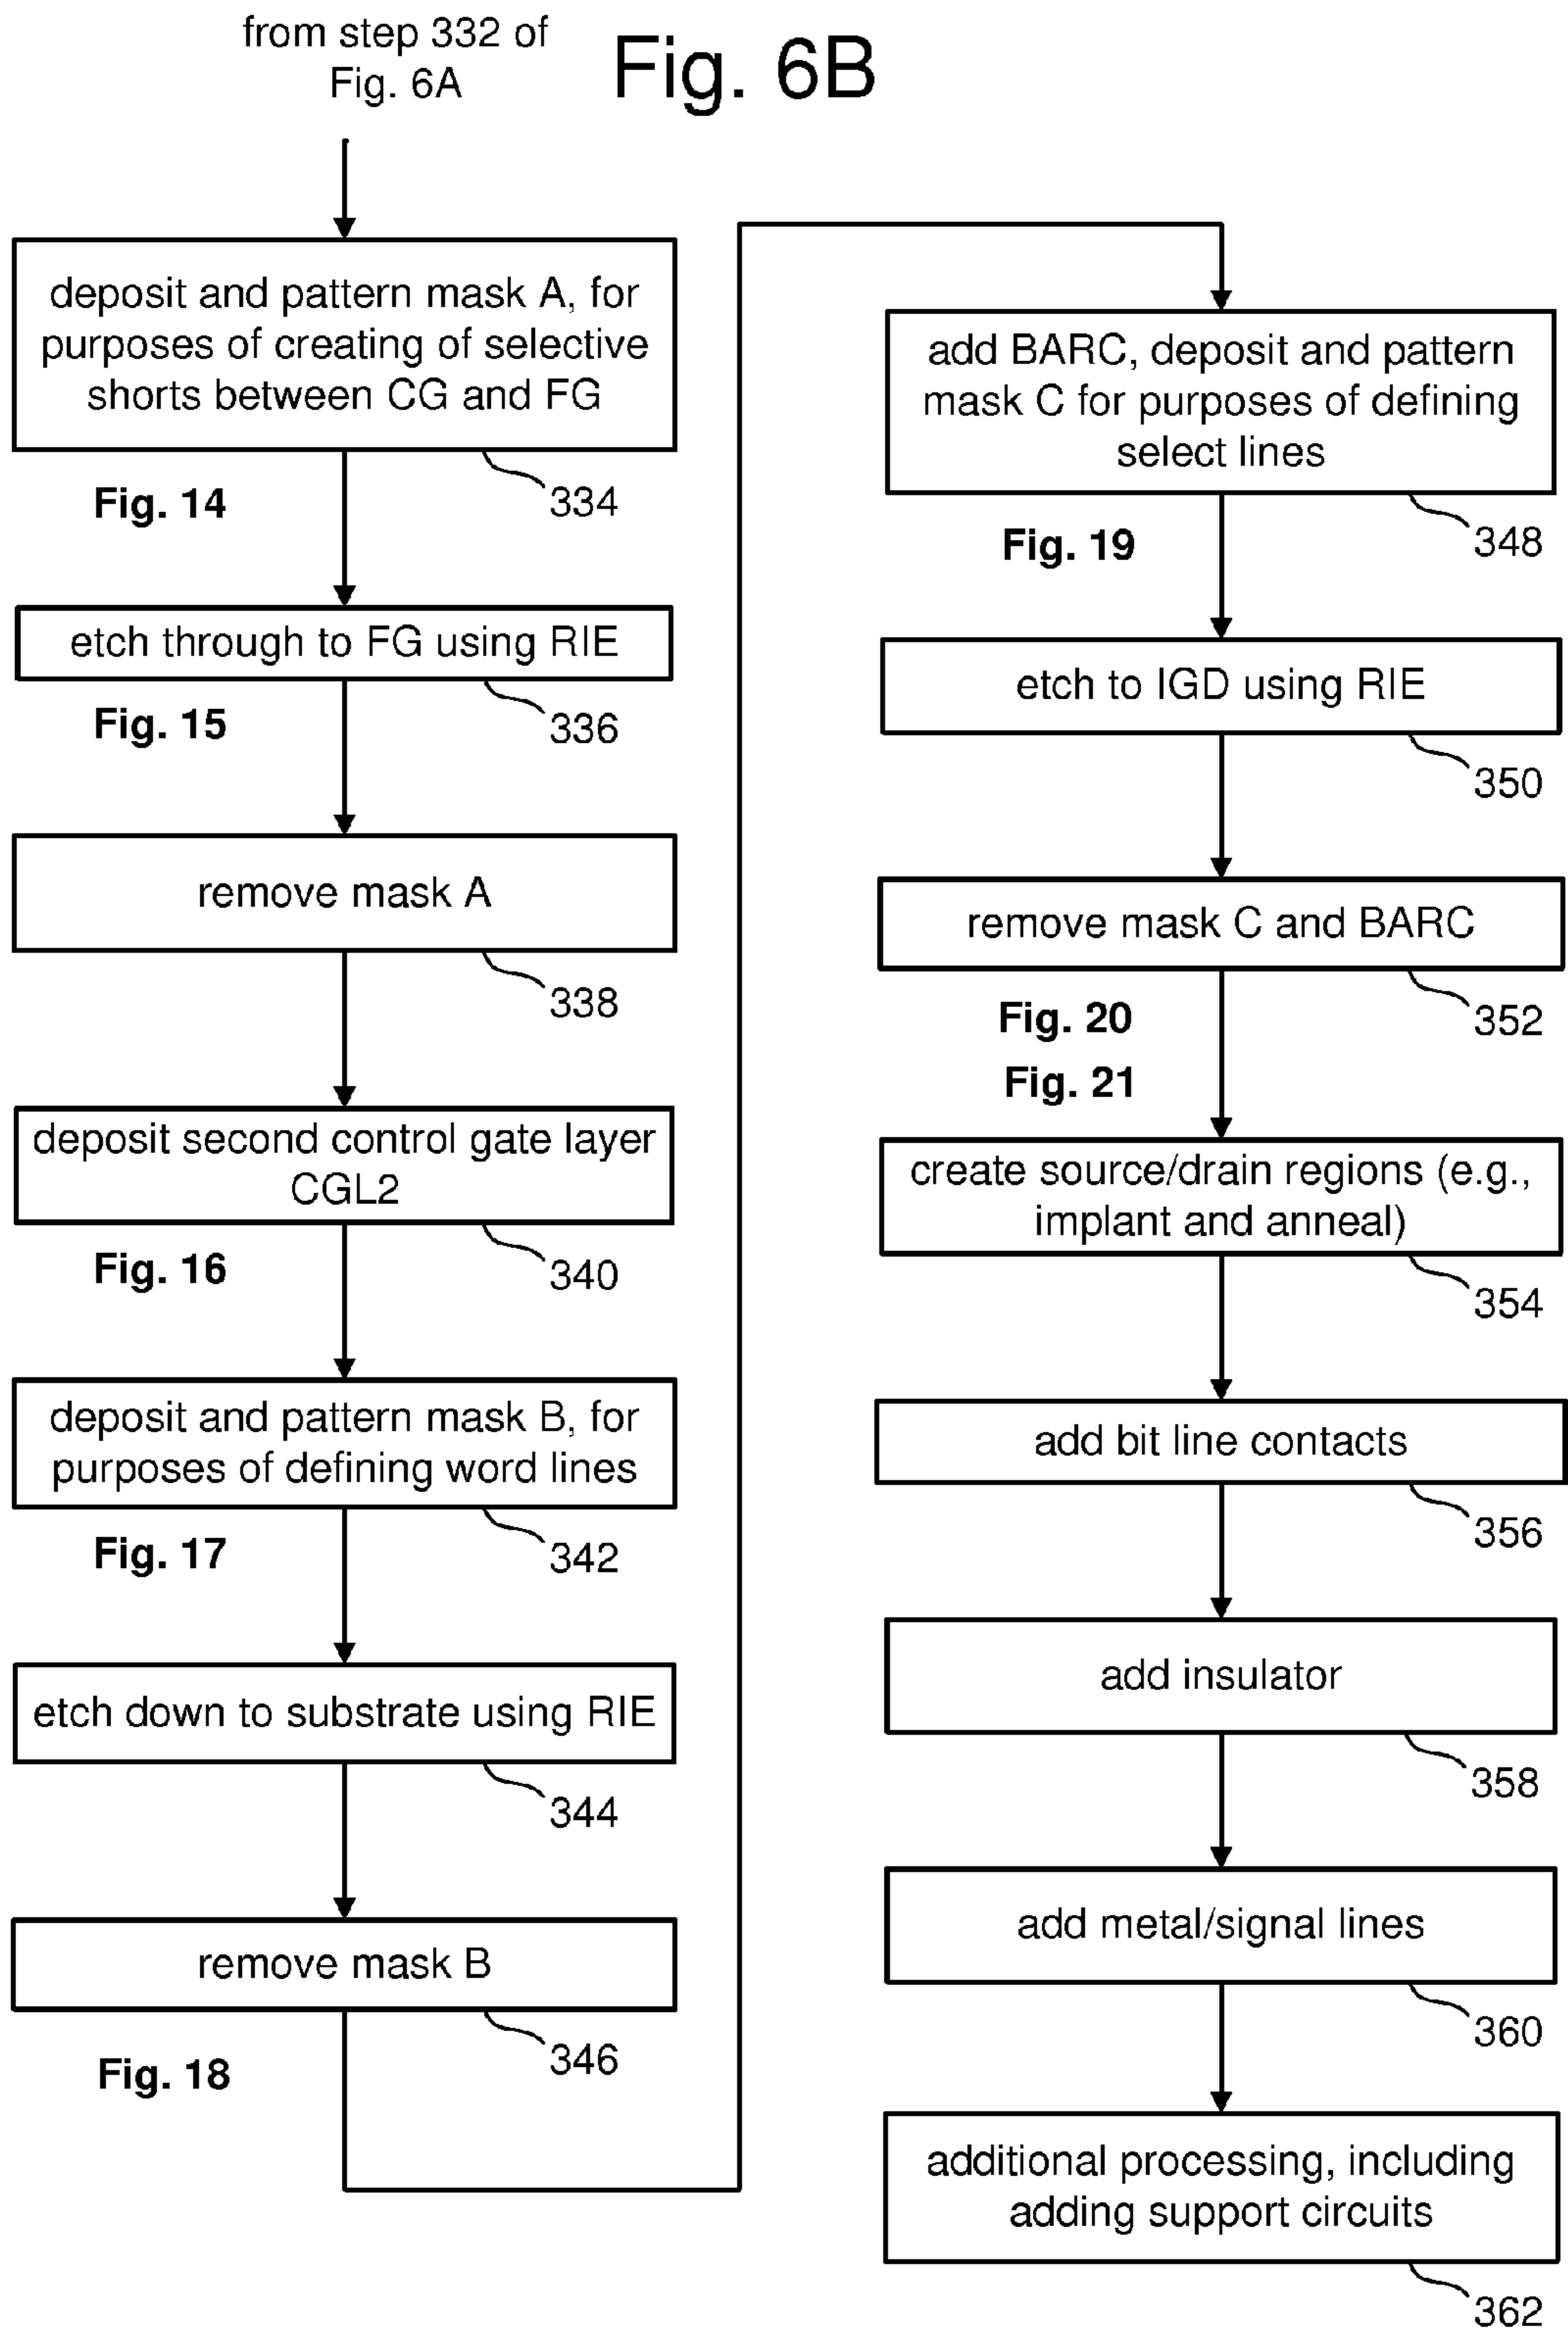 from step 332 of
Fig. 6A
Fig. 6B
deposit and pattern mask A, for
purposes of creating of selective
shorts between CG and FG
334
Fig. 14
etch through to FG using RIE
336
Fig. 15
remove mask A
338
deposit second control gate layer
CGL2
340
Fig. 16
deposit and pattern mask B, for
purposes of defining word lines
342
Fig. 17
etch down to substrate using RIE
344
remove mask B
346
Fig. 18
add BARC, deposit and pattern
mask C for purposes of defining
select lines
348
Fig. 19
etch to IGD using RIE
350
remove mask C and BARC
352
Fig. 20
Fig. 21
create source/drain regions (e.g.,
implant and anneal)
354
add bit line contacts
356
add insulator
358
add metal/signal lines
360
additional processing, including
adding support circuits
362